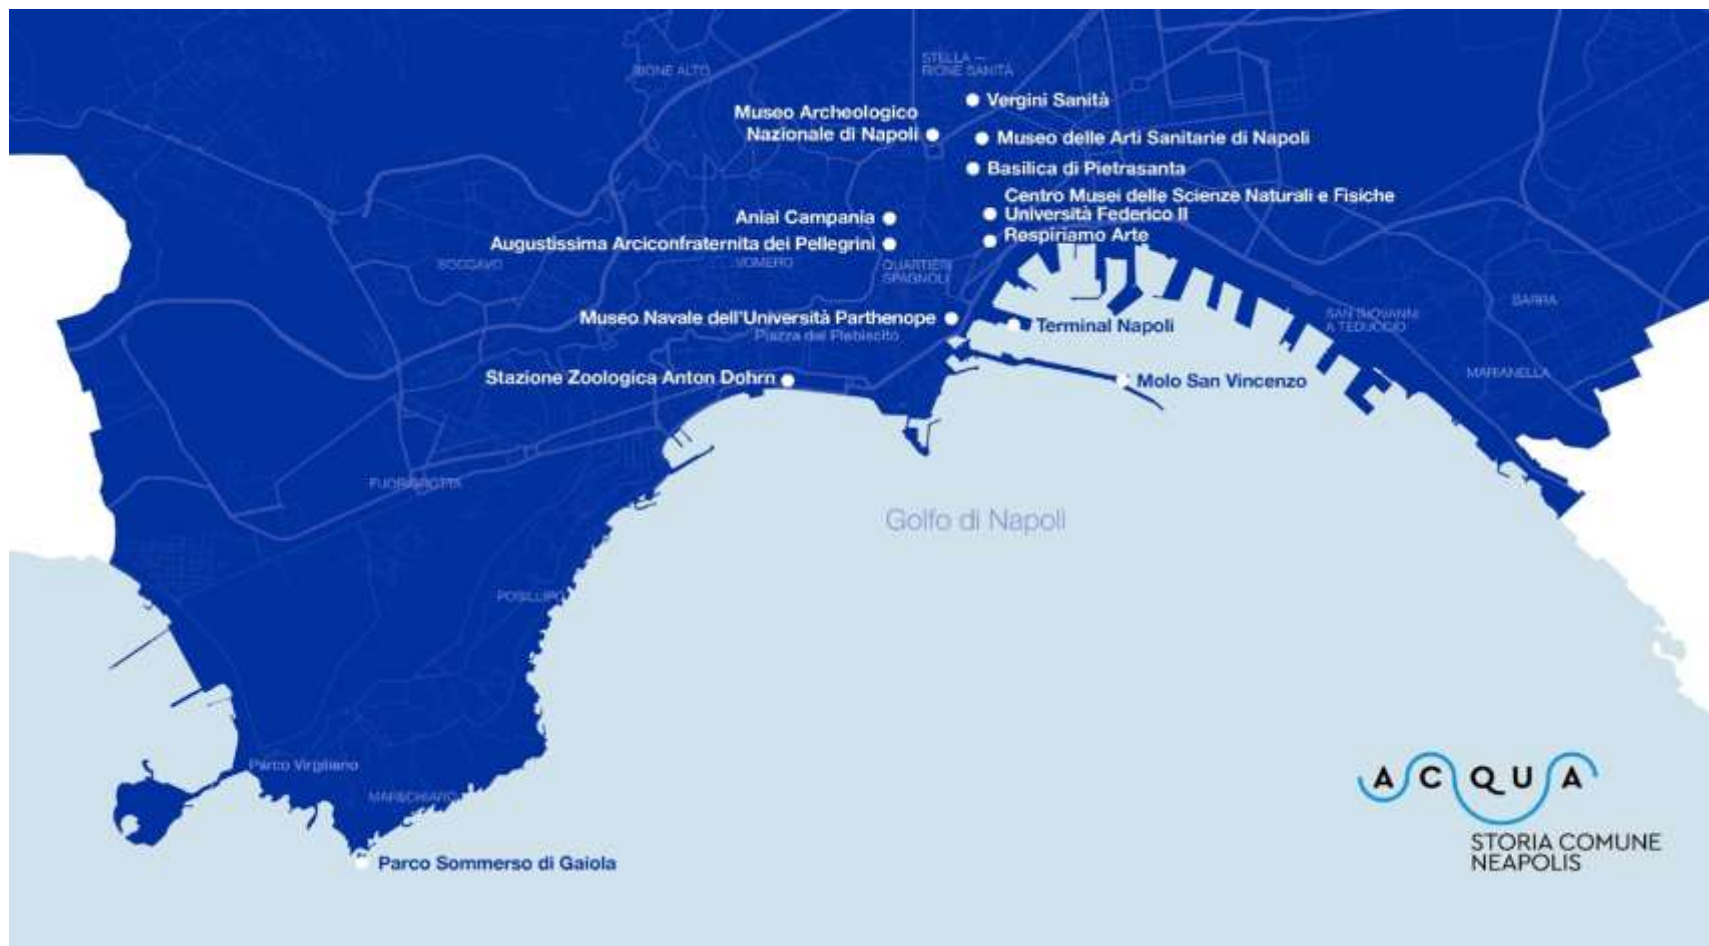 RIONE ALTO
STELLA —
RIONE SANITÀ
Vergini Sanità
Museo Archeologico
Nazionale di Napoli
Museo delle Arti Sanitarie di Napoli
Basilica di Pietrasanta
Centro Musei delle Scienze Naturali e Fisiche
Università Federico II
Aniai Campania
Respiriamo Arte
Augustissima Arciconfraternita dei Pellegrini
SOCCAVO
VOMERO
QUARTIERI
SPAGNOLI
BARRA
SAN GIOVANNI
A TEDUCCIO
Museo Navale dell'Università Parthenope
Terminal Napoli
Piazza del Plebiscito
MARIANELLA
Stazione Zoologica Anton Dohrn
Molo San Vincenzo
FUORIGROTTA
Golfo di Napoli
POSILLIPO
Parco Virgiliano
MARECHIARO
Parco Sommerso di Gaiola
ACQUA
STORIA COMUNE
NEAPOLIS